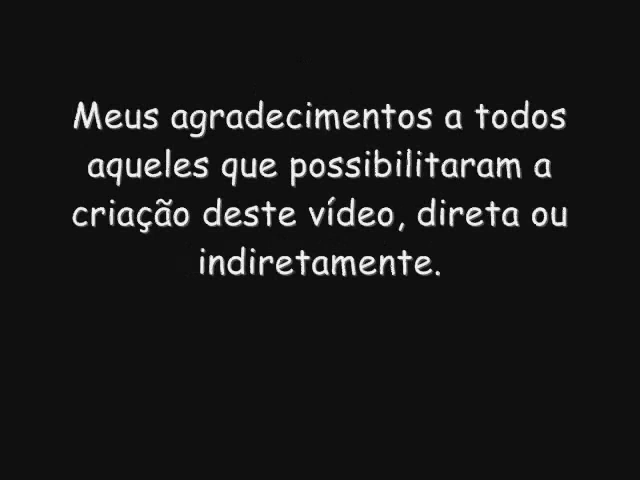 Meus agradecimentos a todos
aqueles que possibilitaram a
criação deste vídeo, direta ou
indiretamente.